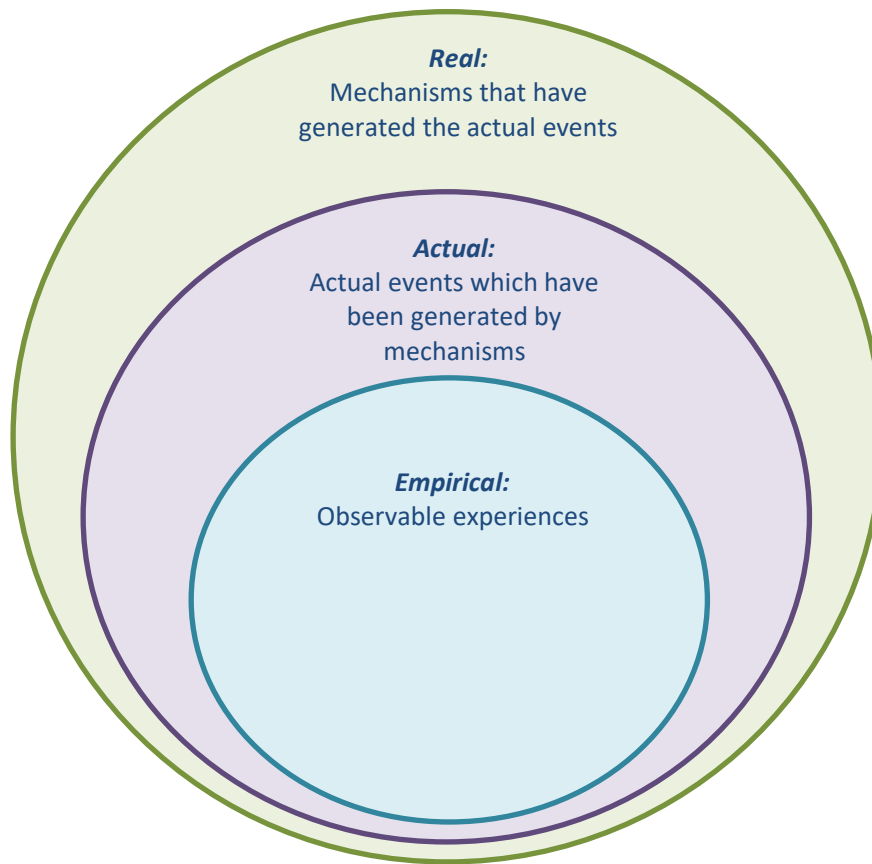 Real:
Mechanisms that have
generated the actual events
Actual:
Actual events which have
been generated by
mechanisms
Empirical:
Observable experiences